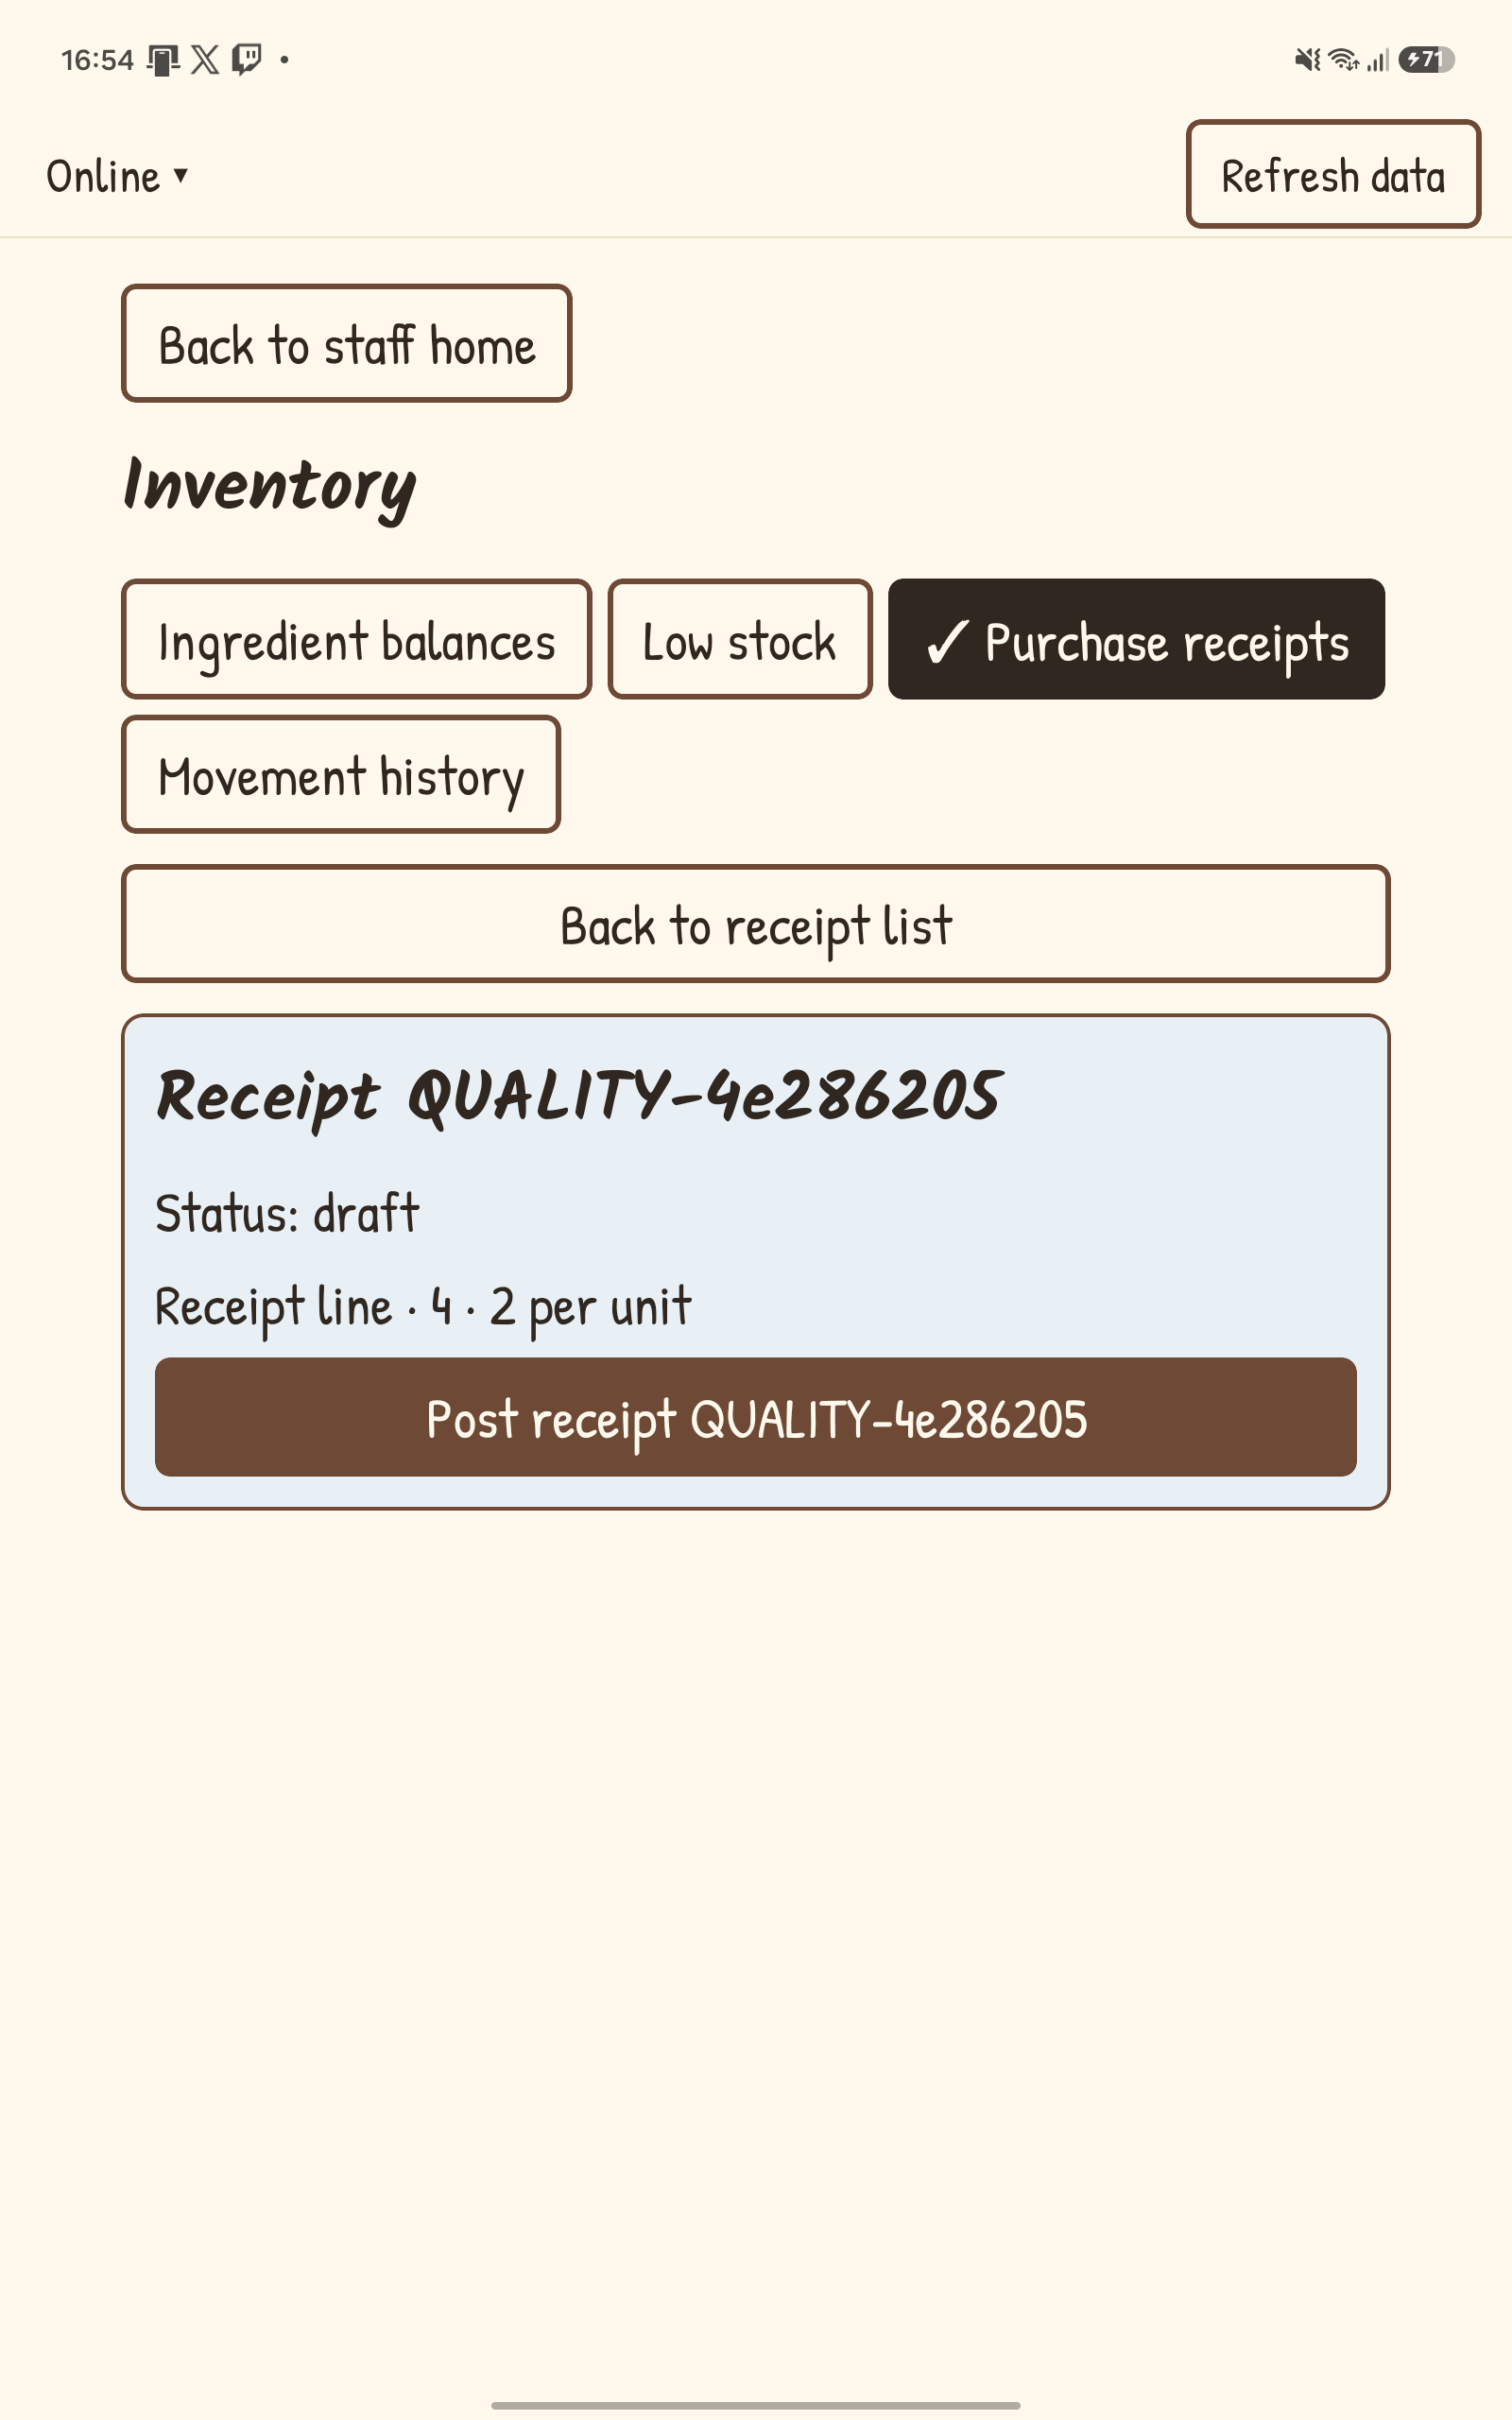 16:54
71
Online ▾
Refresh data
Back to staff home
Inventory
Ingredient balances
Low stock
✓ Purchase receipts
Movement history
Back to receipt list
Receipt QUALITY-4e286205
Status: draft
Receipt line · 4 · 2 per unit
Post receipt QUALITY-4e286205